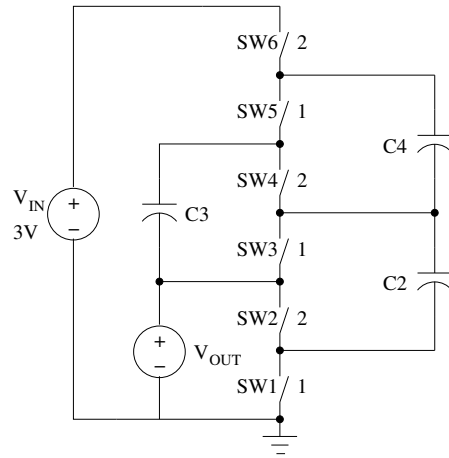 SW6 2
SW5 1
C4
SW4 2
V_IN
3V
C3
SW3 1
C2
SW2 2
V_OUT
SW1 1
+
−
+
−